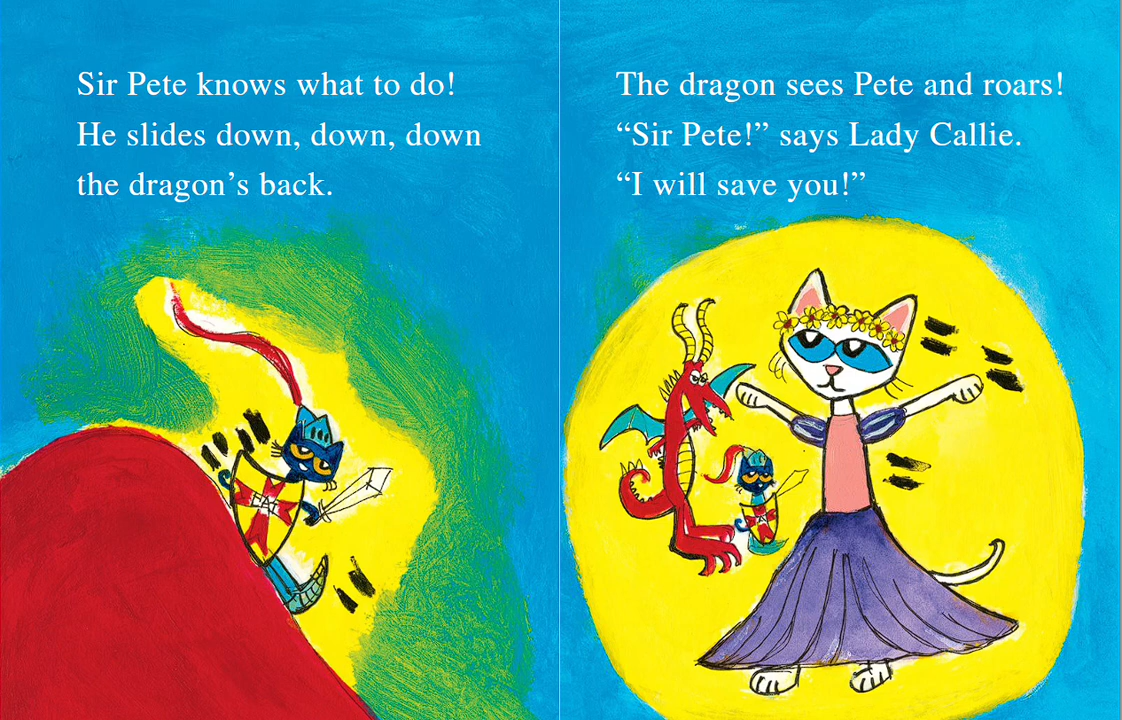 Sir Pete knows what to do!
He slides down, down, down
the dragon’s back.
CAT
The dragon sees Pete and roars!
“Sir Pete!” says Lady Callie.
“I will save you!”